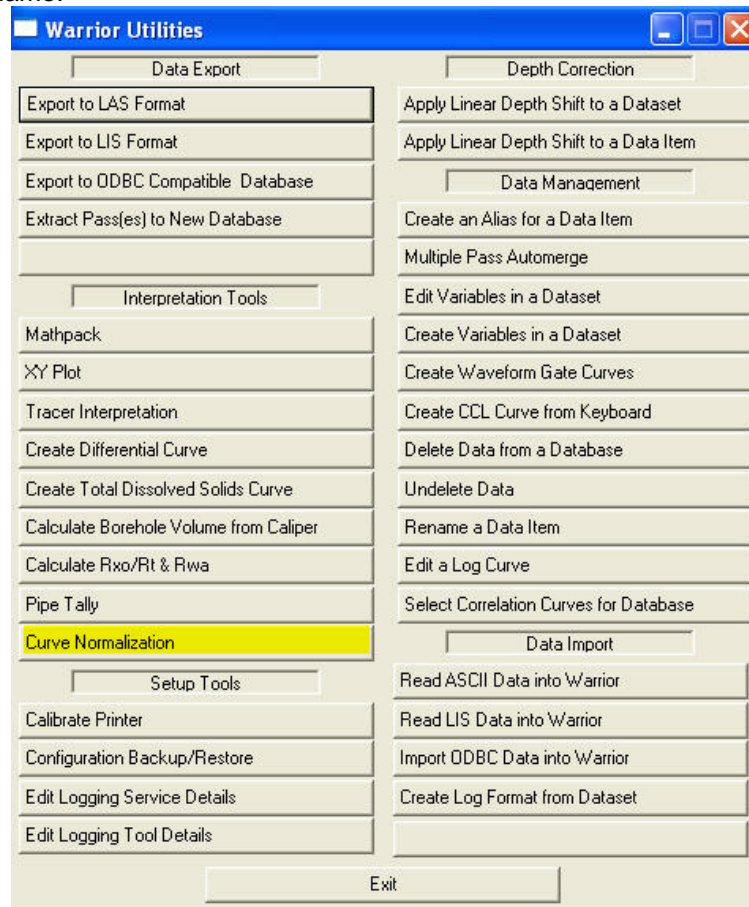 Warrior Utilities
Data Export
Export to LAS Format
Export to LIS Format
Export to ODBC Compatible Database
Extract Pass(es) to New Database
Interpretation Tools
Mathpack
XY Plot
Tracer Interpretation
Create Differential Curve
Create Total Dissolved Solids Curve
Calculate Borehole Volume from Caliper
Calculate Rxo/Rt & Rwa
Pipe Tally
Curve Normalization
Setup Tools
Calibrate Printer
Configuration Backup/Restore
Edit Logging Service Details
Edit Logging Tool Details
Depth Correction
Apply Linear Depth Shift to a Dataset
Apply Linear Depth Shift to a Data Item
Data Management
Create an Alias for a Data Item
Multiple Pass Automerge
Edit Variables in a Dataset
Create Variables in a Dataset
Create Waveform Gate Curves
Create CCL Curve from Keyboard
Delete Data from a Database
Undelete Data
Rename a Data Item
Edit a Log Curve
Select Correlation Curves for Database
Data Import
Read ASCII Data into Warrior
Read LIS Data into Warrior
Import ODBC Data into Warrior
Create Log Format from Dataset
Exit